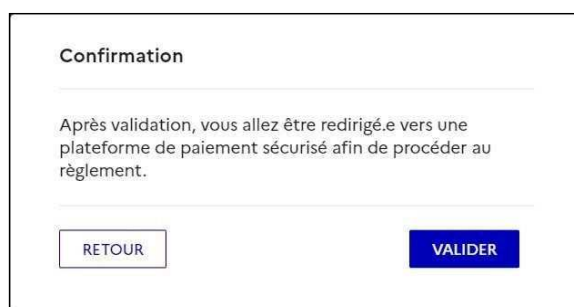 Confirmation
Après validation, vous allez être redirigé.e vers une
plateforme de paiement sécurisé afin de procéder au
règlement.
RETOUR
VALIDER